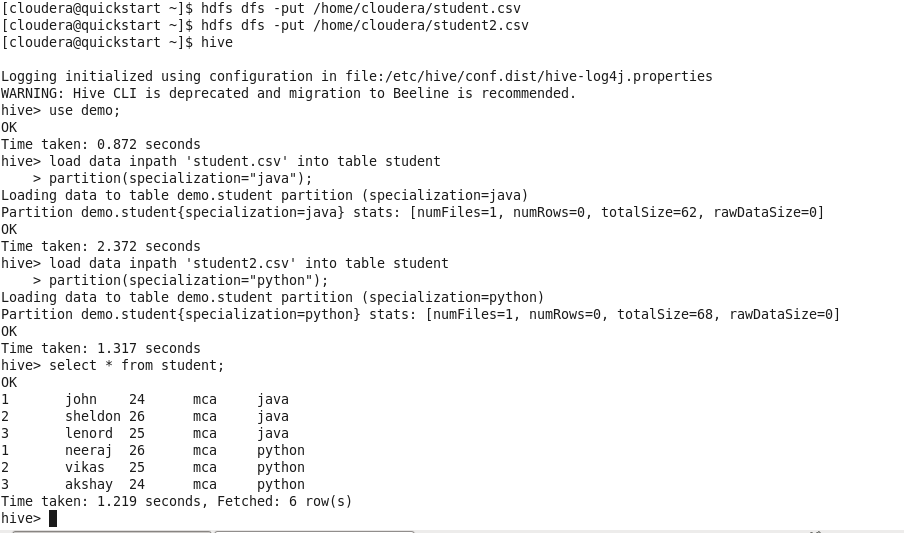 [cloudera@quickstart ~]$ hdfs dfs -put /home/cloudera/student.csv
[cloudera@quickstart ~]$ hdfs dfs -put /home/cloudera/student2.csv
[cloudera@quickstart ~]$ hive
Logging initialized using configuration in file:/etc/hive/conf.dist/hive-log4j.properties
WARNING: Hive CLI is deprecated and migration to Beeline is recommended.
hive> use demo;
OK
Time taken: 0.872 seconds
hive> load data inpath 'student.csv' into table student
    > partition(specialization="java");
Loading data to table demo.student partition (specialization=java)
Partition demo.student{specialization=java} stats: [numFiles=1, numRows=0, totalSize=62, rawDataSize=0]
OK
Time taken: 2.372 seconds
hive> load data inpath 'student2.csv' into table student
    > partition(specialization="python");
Loading data to table demo.student partition (specialization=python)
Partition demo.student{specialization=python} stats: [numFiles=1, numRows=0, totalSize=68, rawDataSize=0]
OK
Time taken: 1.317 seconds
hive> select * from student;
OK
1       john    24      mca     java
2       sheldon 26      mca     java
3       lenord  25      mca     java
1       neeraj  26      mca     python
2       vikas   25      mca     python
3       akshay  24      mca     python
Time taken: 1.219 seconds, Fetched: 6 row(s)
hive>